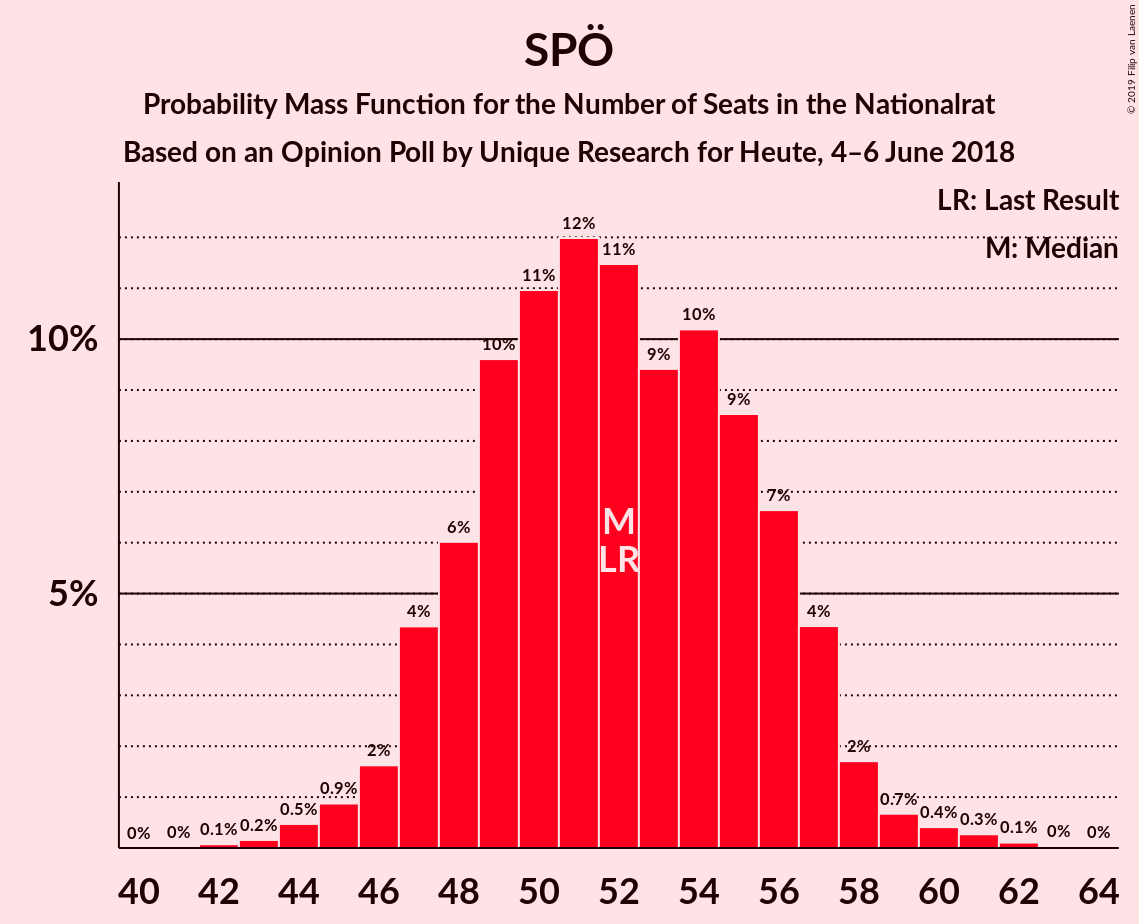 SPÖ
Probability Mass Function for the Number of Seats in the Nationalrat
Based on an Opinion Poll by Unique Research for Heute, 4–6 June 2018
© 2019 Filip van Laenen
LR: Last Result
M: Median
10%
5%
0% 0% 0.1% 0.2% 0.5% 0.9% 2% 4% 6% 10% 11% 12% 11% 9% 10% 9% 7% 4% 2% 0.7% 0.4% 0.3% 0.1% 0% 0%
M
LR
40 42 44 46 48 50 52 54 56 58 60 62 64